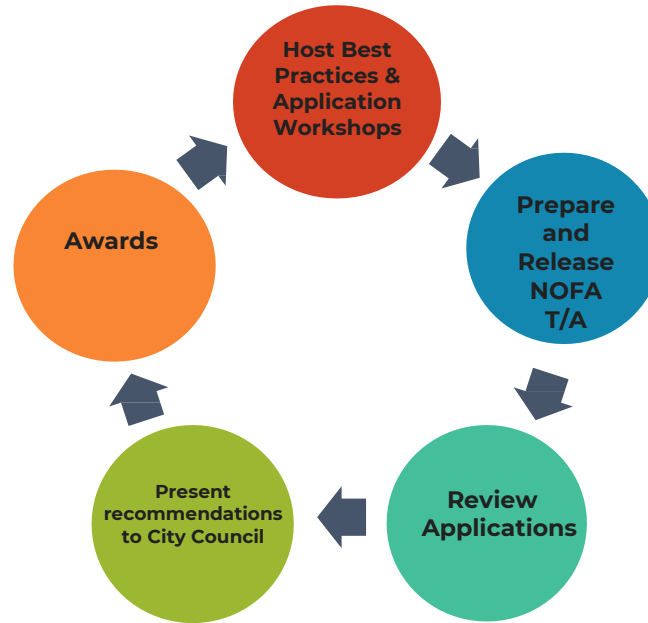 Host Best
Practices &
Application
Workshops
Prepare
and
Release
NOFA
T/A
Review
Applications
Present
recommendations
to City Council
Awards